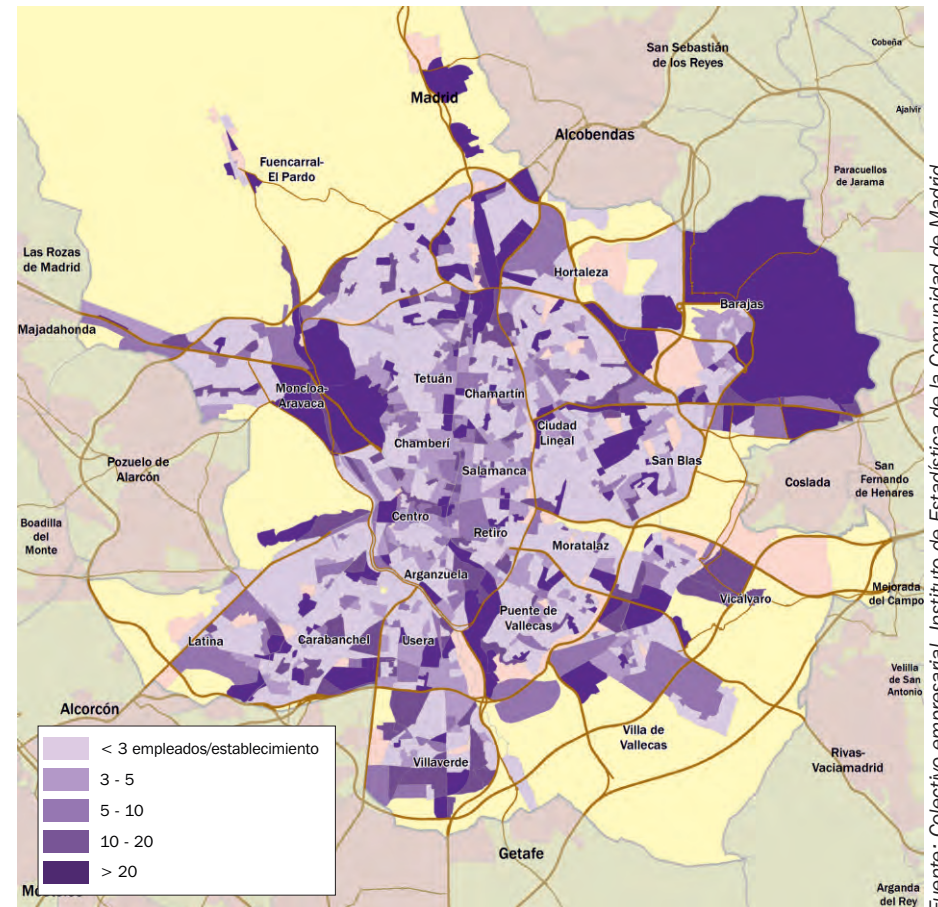 San Sebastián
de los Reyes
Cobeña
Madrid
Ajalvir
Alcobendas
Fuencarral-
El Pardo
Paracuellos
de Jarama
Las Rozas
de Madrid
Hortaleza
Barajas
Majadahonda
Tetuán
Chamartín
Moncloa-
Aravaca
Ciudad
Lineal
Chamberí
San Blas
Salamanca
Pozuelo de
Alarcón
Coslada
San
Fernando
de Henares
Boadilla
del
Monte
Centro
Retiro
Moratalaz
Arganzuela
Mejorada
del Campo
Vicalvaro
Puente de
Vallecas
Latina
Carabanchel
Usera
Velilla
de San
Antonio
Alcorcón
Villa de
Vallecas
Rivas-
Vaciamadrid
Villaverde
< 3 empleados/establecimiento
3 - 5
5 - 10
10 - 20
> 20
Getafe
Arganda
del Rey
Fuente: Colectivo empresarial. Instituto de Estadística de la Comunidad de Madrid